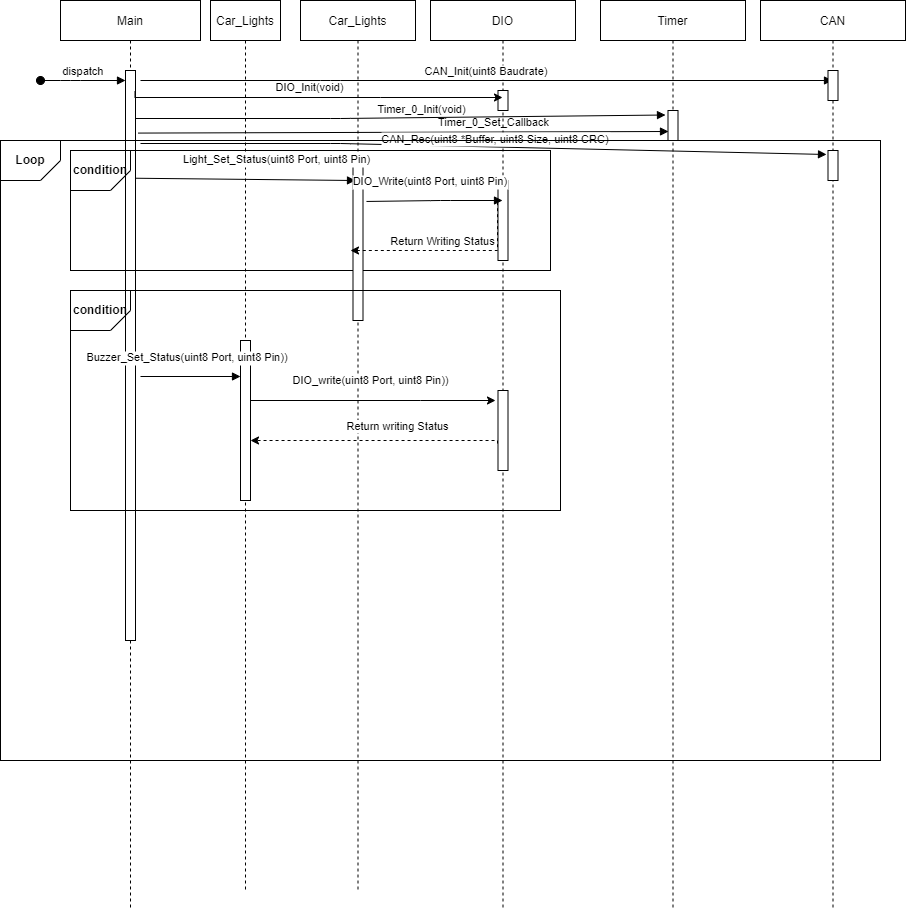 Main
Car_Lights
Car_Lights
DIO
Timer
CAN
dispatch
CAN_Init(uint8 Baudrate)
DIO_Init(void)
Timer_0_Init(void)
Timer_0_Set_Callback
CAN_Rec(uint8 *Buffer, uint8 Size, uint8 CRC)
Loop
condition
Light_Set_Status(uint8 Port, uint8 Pin)
DIO_Write(uint8 Port, uint8 Pin)
Return Writing Status
condition
Buzzer_Set_Status(uint8 Port, uint8 Pin))
DIO_write(uint8 Port, uint8 Pin))
Return writing Status